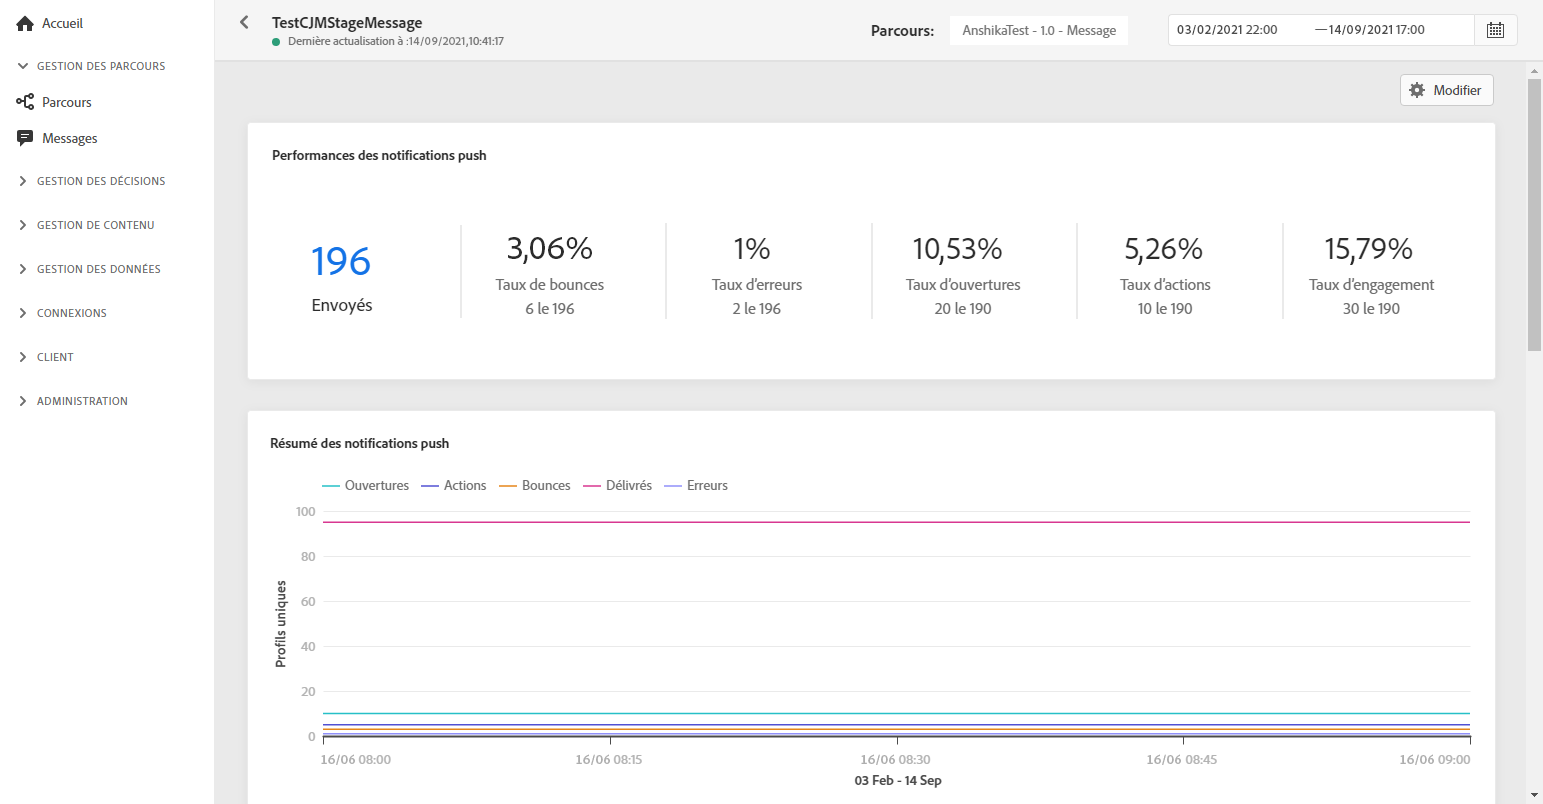 Accueil
GESTION DES PARCOURS
Parcours
Messages
GESTION DES DÉCISIONS
GESTION DE CONTENU
GESTION DES DONNÉES
CONNEXIONS
CLIENT
ADMINISTRATION
TestCJMStageMessage
Dernière actualisation à :14/09/2021,10:41:17
Parcours: AnshikaTest - 1.0 - Message 03/02/2021 22:00 —14/09/2021 17:00
Modifier
Performances des notifications push
196
Envoyés
3,06%
Taux de bounces
6 le 196
1%
Taux d'erreurs
2 le 196
10,53%
Taux d'ouvertures
20 le 190
5,26%
Taux d'actions
10 le 190
15,79%
Taux d'engagement
30 le 190
Résumé des notifications push
Ouvertures Actions Bounces Délivrés Erreurs
Profils uniques
100
80
60
40
20
0
16/06 08:00 16/06 08:15 16/06 08:30 16/06 08:45 16/06 09:00
03 Feb - 14 Sep